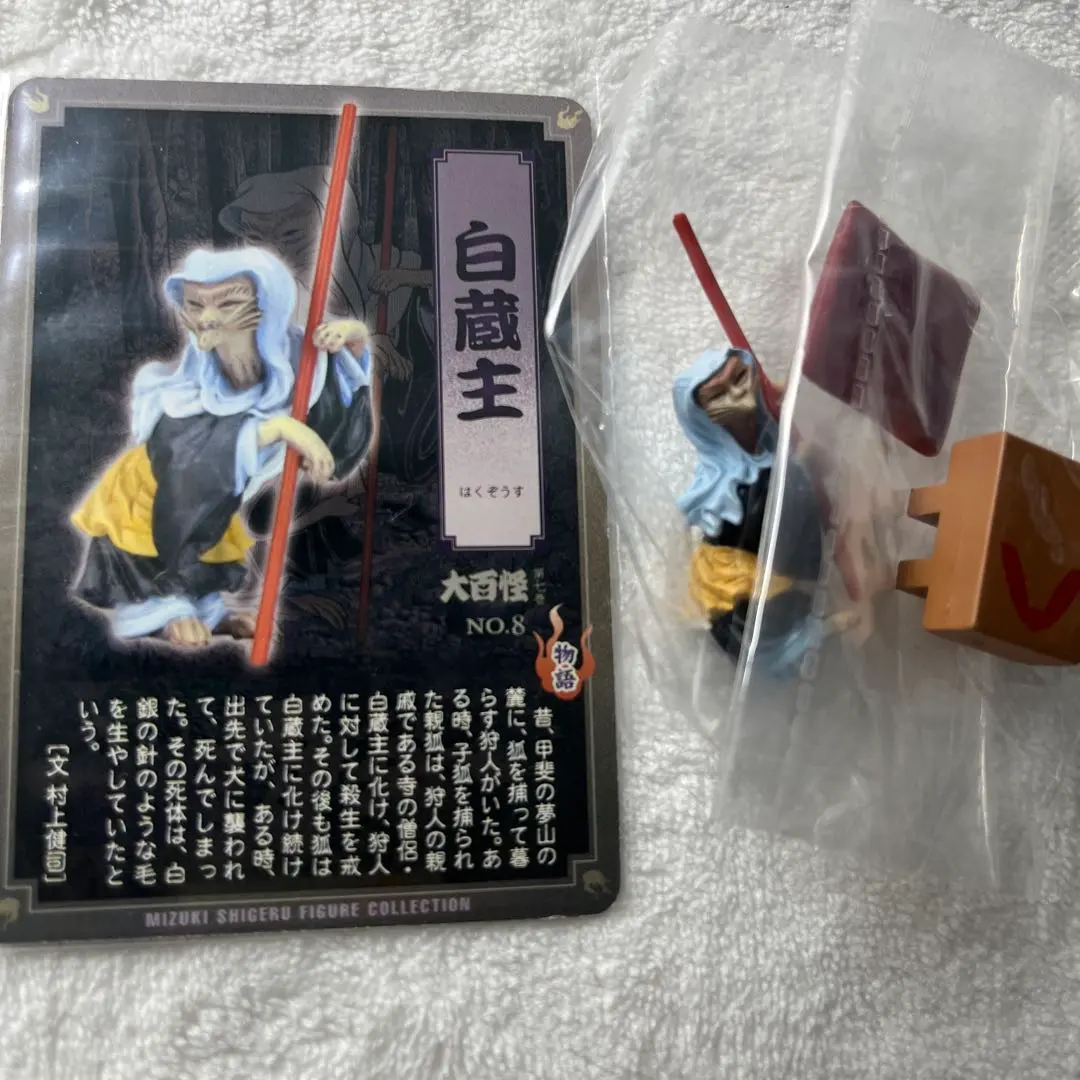 白蔵主
はくぞうす
大百怪
第七巻
NO.8
物語
昔、甲斐の夢山の
麓に、狐を捕って暮
らす狩人がいた。あ
る時、子狐を捕られ
た親狐は、狩人の親
戚である寺の僧侶・
白蔵主に化け、狩人
に対して殺生を戒
めた。その後も狐は
白蔵主に化け続け
ていたが、ある時、
出先で犬に襲われ
て、死んでしまっ
た。その死体は、白
銀の針のような毛
を生やしていたと
いう。
［文 村上健司］
MIZUKI SHIGERU FIGURE COLLECTION